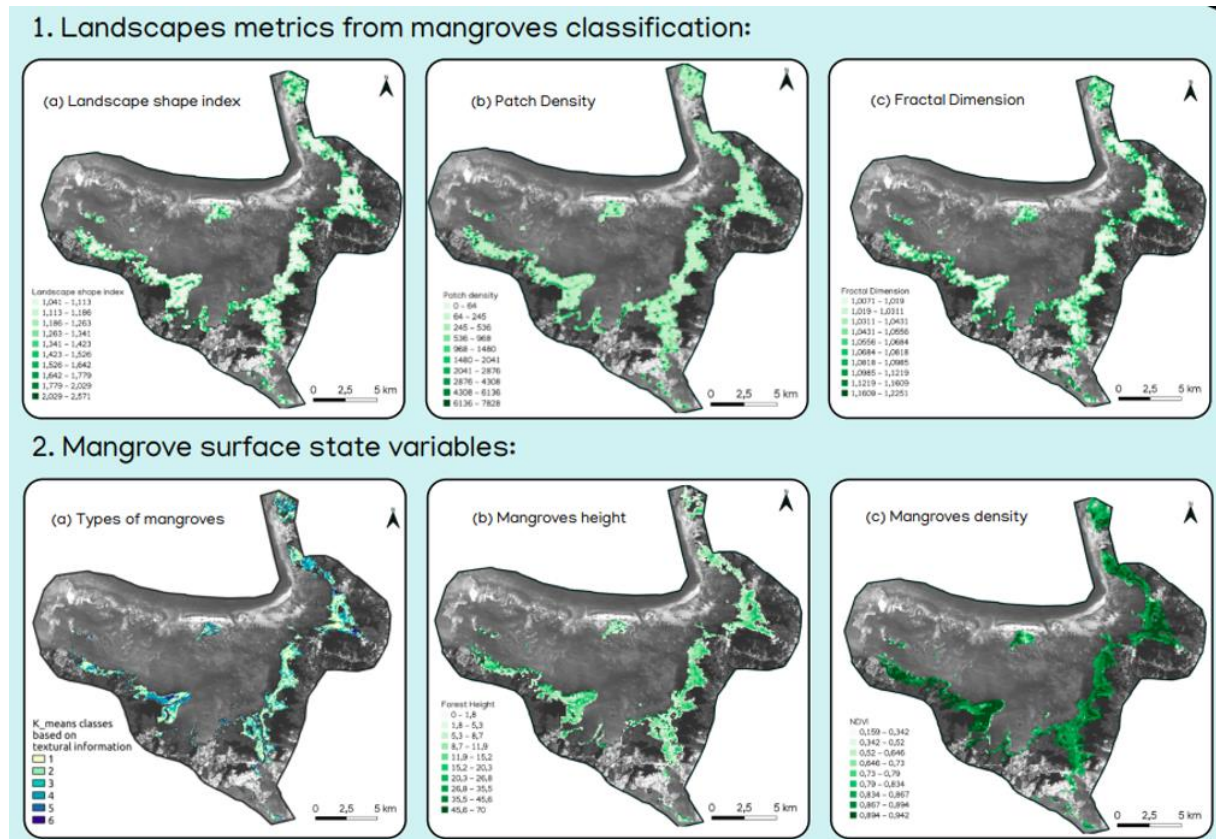 1. Landscapes metrics from mangroves classification:
(a) Landscape shape index
N
Landscape shape index
1,041 - 1,113
1,113 - 1,186
1,186 - 1,263
1,263 - 1,341
1,341 - 1,423
1,423 - 1,526
1,526 - 1,642
1,642 - 1,779
1,779 - 2,029
2,029 - 2,571
0 2,5 5 km
(b) Patch Density
N
Patch density
0 - 64
64 - 245
245 - 536
536 - 968
968 - 1480
1480 - 2041
2041 - 2876
2876 - 4308
4308 - 6136
6136 - 7828
0 2,5 5 km
(c) Fractal Dimension
N
Fractal Dimension
1,0071 - 1,019
1,019 - 1,0311
1,0311 - 1,0431
1,0431 - 1,0556
1,0556 - 1,0684
1,0684 - 1,0818
1,0818 - 1,0985
1,0985 - 1,1219
1,1219 - 1,1609
1,1609 - 1,2251
0 2,5 5 km
2. Mangrove surface state variables:
(a) Types of mangroves
N
K_means classes
based on
textural information
1
2
3
4
5
6
0 2,5 5 km
(b) Mangroves height
N
Forest Height
0 - 1,8
1,8 - 5,3
5,3 - 8,7
8,7 - 11,9
11,9 - 15,2
15,2 - 20,3
20,3 - 26,8
26,8 - 35,5
35,5 - 45,6
45,6 - 70
0 2,5 5 km
(c) Mangroves density
N
NDVI
0,159 - 0,342
0,342 - 0,52
0,52 - 0,646
0,646 - 0,73
0,73 - 0,79
0,79 - 0,834
0,834 - 0,867
0,867 - 0,894
0,894 - 0,942
0 2,5 5 km